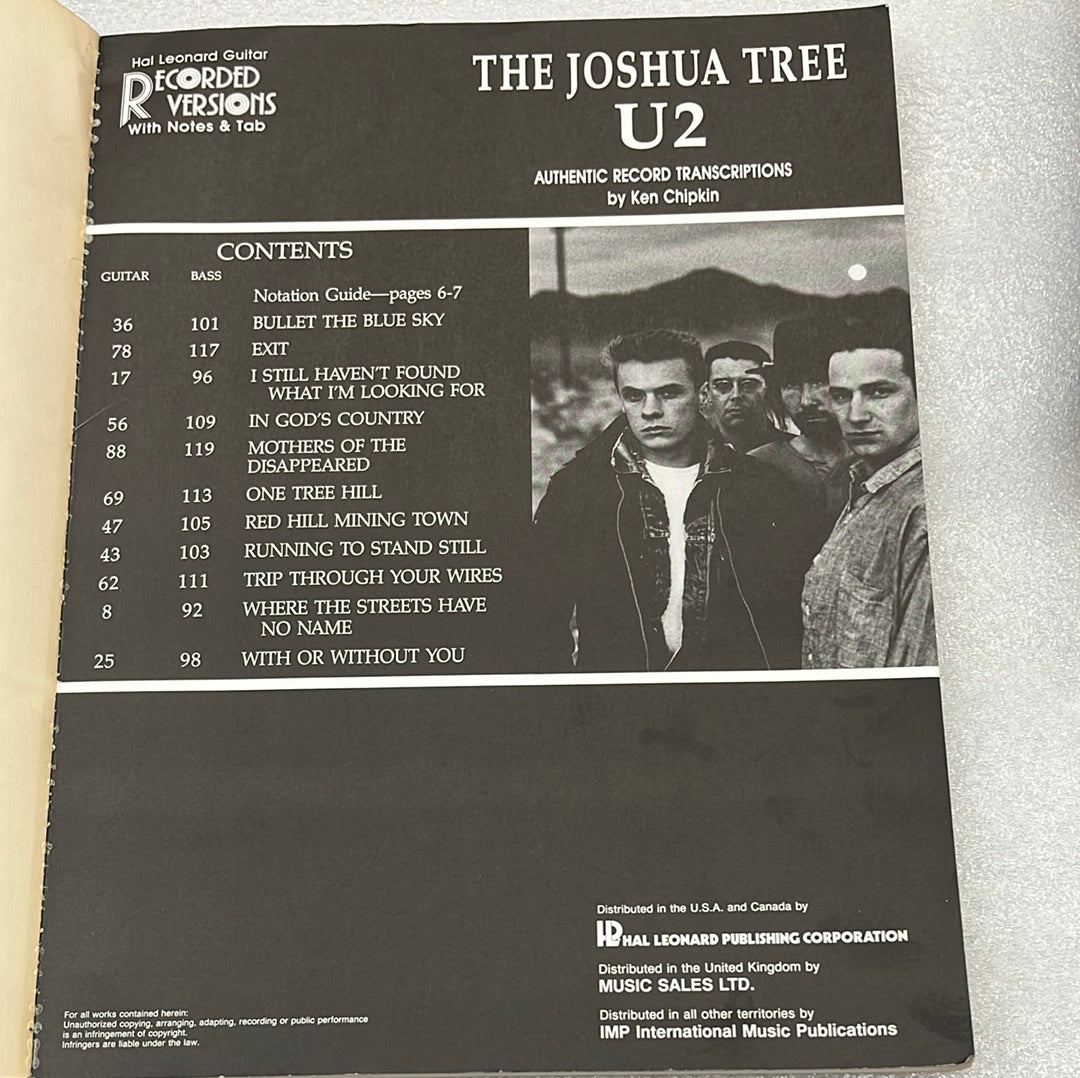 Hal Leonard Guitar
RECORDED
VERSIONS
With Notes & Tab
THE JOSHUA TREE
U2
AUTHENTIC RECORD TRANSCRIPTIONS
by Ken Chipkin
CONTENTS
GUITAR BASS
Notation Guide—pages 6-7
36 101 BULLET THE BLUE SKY
78 117 EXIT
17 96 I STILL HAVEN'T FOUND
WHAT I'M LOOKING FOR
56 109 IN GOD'S COUNTRY
88 119 MOTHERS OF THE
DISAPPEARED
69 113 ONE TREE HILL
47 105 RED HILL MINING TOWN
43 103 RUNNING TO STAND STILL
62 111 TRIP THROUGH YOUR WIRES
8 92 WHERE THE STREETS HAVE
NO NAME
25 98 WITH OR WITHOUT YOU
Distributed in the U.S.A. and Canada by
HAL LEONARD PUBLISHING CORPORATION
Distributed in the United Kingdom by
MUSIC SALES LTD.
Distributed in all other territories by
IMP International Music Publications
For all works contained herein:
Unauthorized copying, arranging, adapting, recording or public performance
is an infringement of copyright.
Infringers are liable under the law.